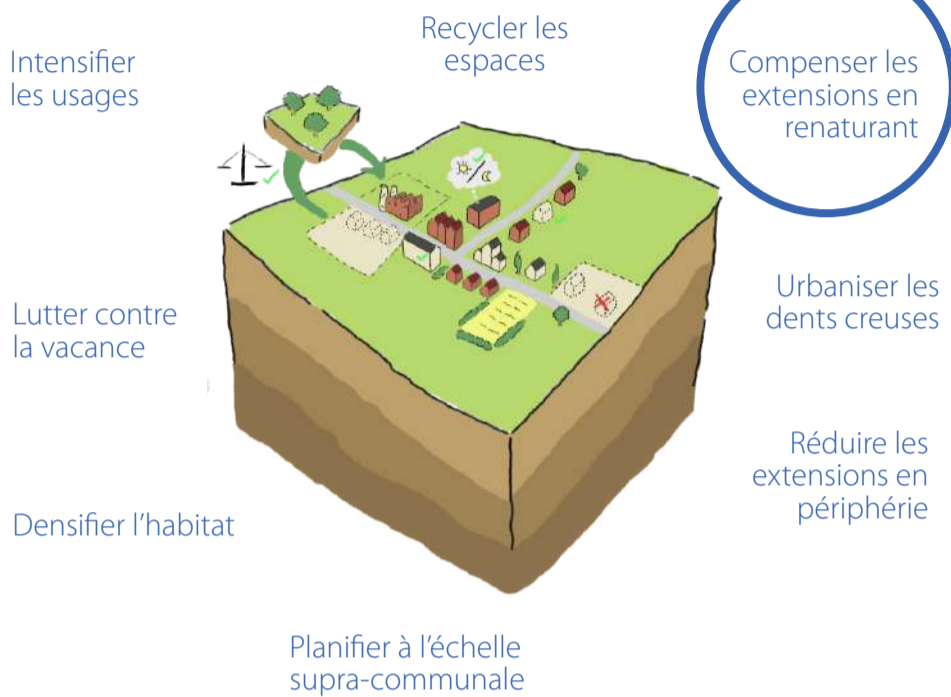 Intensifier
les usages
Recycler les
espaces
Compenser les
extensions en
renaturant
Lutter contre
la vacance
Urbaniser les
dents creuses
Réduire les
extensions en
périphérie
Densifier l'habitat
Planifier à l'échelle
supra-communale